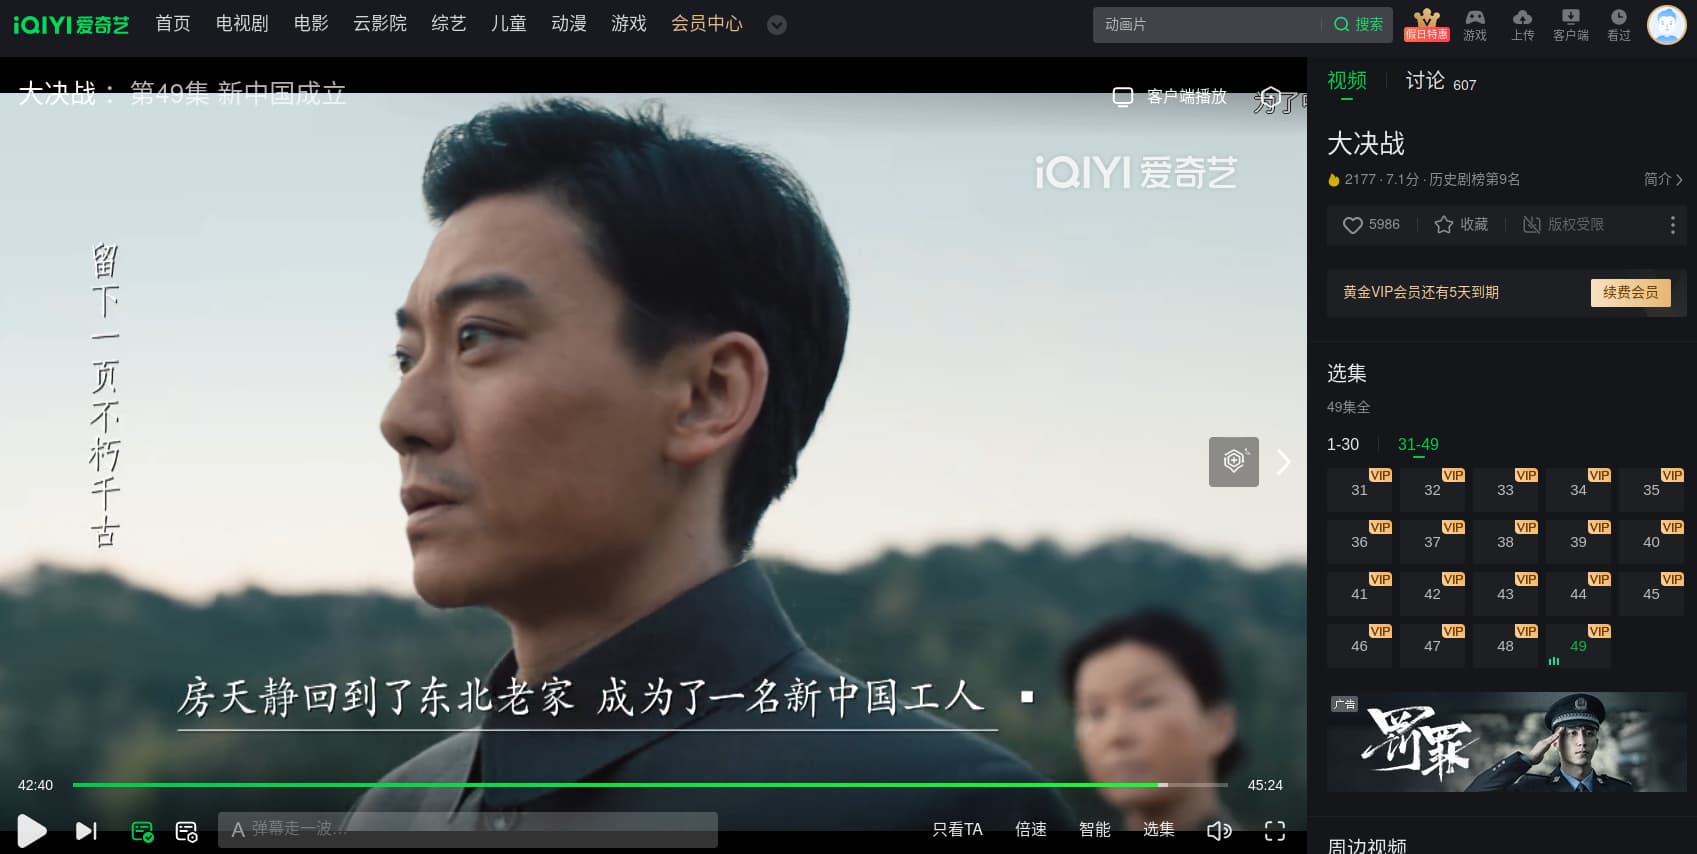 iQIYI 爱奇艺 首页 电视剧 电影 云影院 综艺 儿童 动漫 游戏 会员中心 动画片 搜索 假日特惠 游戏 上传 客户端 看过
大决战 ： 第49集 新中国成立
客户端播放
为了
iQIYI 爱奇艺
留下一页不朽千古
房天静回到了东北老家 成为了一名新中国工人
42:40
45:24
A 弹幕走一波...
只看TA 倍速 智能 选集
视频 讨论 607
大决战
2177 · 7.1分 · 历史剧榜第9名 简介
5986 收藏 版权受限
黄金VIP会员还有5天到期 续费会员
选集
49集全
1-30 31-49
31 VIP 32 VIP 33 VIP 34 VIP 35 VIP
36 VIP 37 VIP 38 VIP 39 VIP 40 VIP
41 VIP 42 VIP 43 VIP 44 VIP 45 VIP
46 VIP 47 VIP 48 VIP 49 VIP
广告
罚罪
周边视频